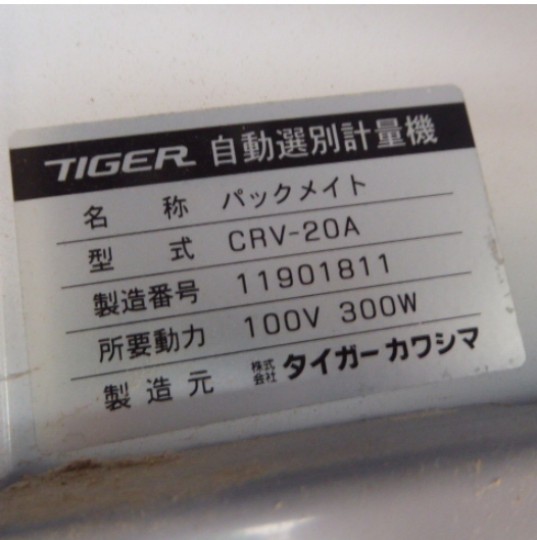 TIGER 自動選別計量機
名 称 パックメイト
型 式 CRV-20A
製造番号 11901811
所要動力 100V 300W
製造元 株式会社 タイガーカワシマ